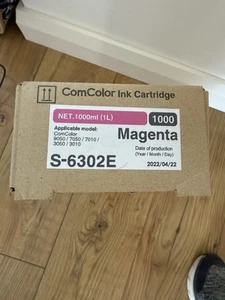 ComColor Ink Cartridge
NET.1000ml (1L)
1000
Applicable model:
ComColor
9050 / 7050 / 7010 /
3050 / 3010
Magenta
Date of production
(Year / Month / Day)
S-6302E
2022/04/22